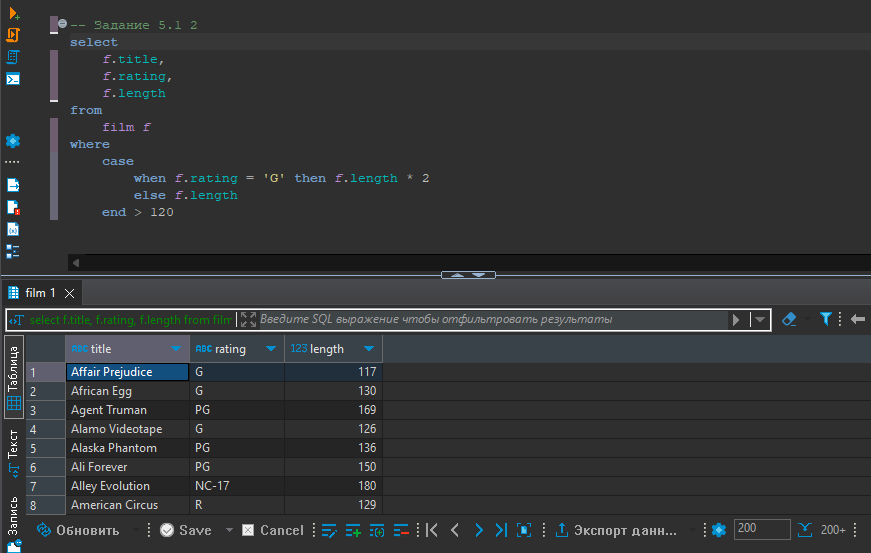 -- Задание 5.1 2
select
f.title,
f.rating,
f.length
from
film f
where
case
when f.rating = 'G' then f.length * 2
else f.length
end > 120
film 1
select f.title, f.rating, f.length from film
Введите SQL выражение чтобы отфильтровать результаты
Таблица
Текст
Запись
ABC title ABC rating 123 length
1 Affair Prejudice G 117
2 African Egg G 130
3 Agent Truman PG 169
4 Alamo Videotape G 126
5 Alaska Phantom PG 136
6 Ali Forever PG 150
7 Alley Evolution NC-17 180
8 American Circus R 129
Обновить Save Cancel Экспорт данн... 200 200+